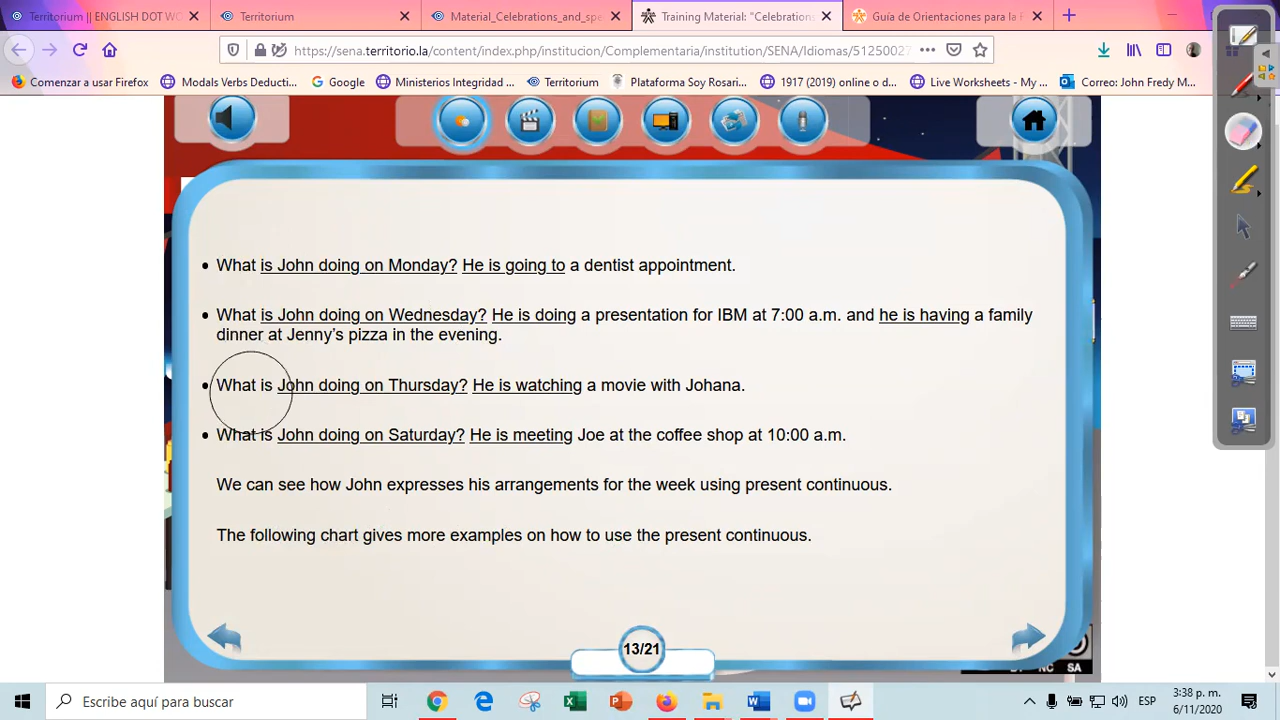 Territorium || ENGLISH DOT WO
Territorium
Material_Celebrations_and_spe
Training Material: "Celebrations
Guía de Orientaciones para la F
https://sena.territorio.la/content/index.php/institucion/Complementaria/institution/SENA/Idiomas/51250027
Comenzar a usar Firefox
Modals Verbs Deducti...
Google
Ministerios Integridad ...
Territorium
Plataforma Soy Rosari...
1917 (2019) online o d...
Live Worksheets - My ...
Correo: John Fredy M...
• What is John doing on Monday? He is going to a dentist appointment.
• What is John doing on Wednesday? He is doing a presentation for IBM at 7:00 a.m. and he is having a family
dinner at Jenny's pizza in the evening.
• What is John doing on Thursday? He is watching a movie with Johana.
• What is John doing on Saturday? He is meeting Joe at the coffee shop at 10:00 a.m.
We can see how John expresses his arrangements for the week using present continuous.
The following chart gives more examples on how to use the present continuous.
13/21
NC SA
Escribe aquí para buscar
ESP
3:38 p. m.
6/11/2020